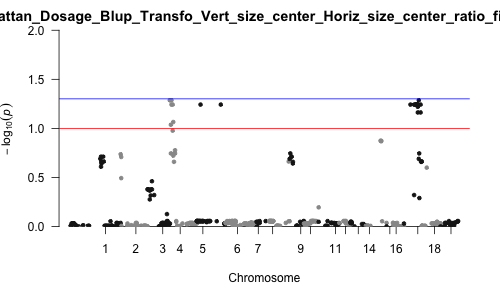 attan_Dosage_Blup_Transfo_Vert_size_center_Horiz_size_center_ratio_fi
2.0
1.5
1.0
0.5
0.0
− log10(p)
1 2 3 4 5 6 7 9 11 14 16 18
Chromosome